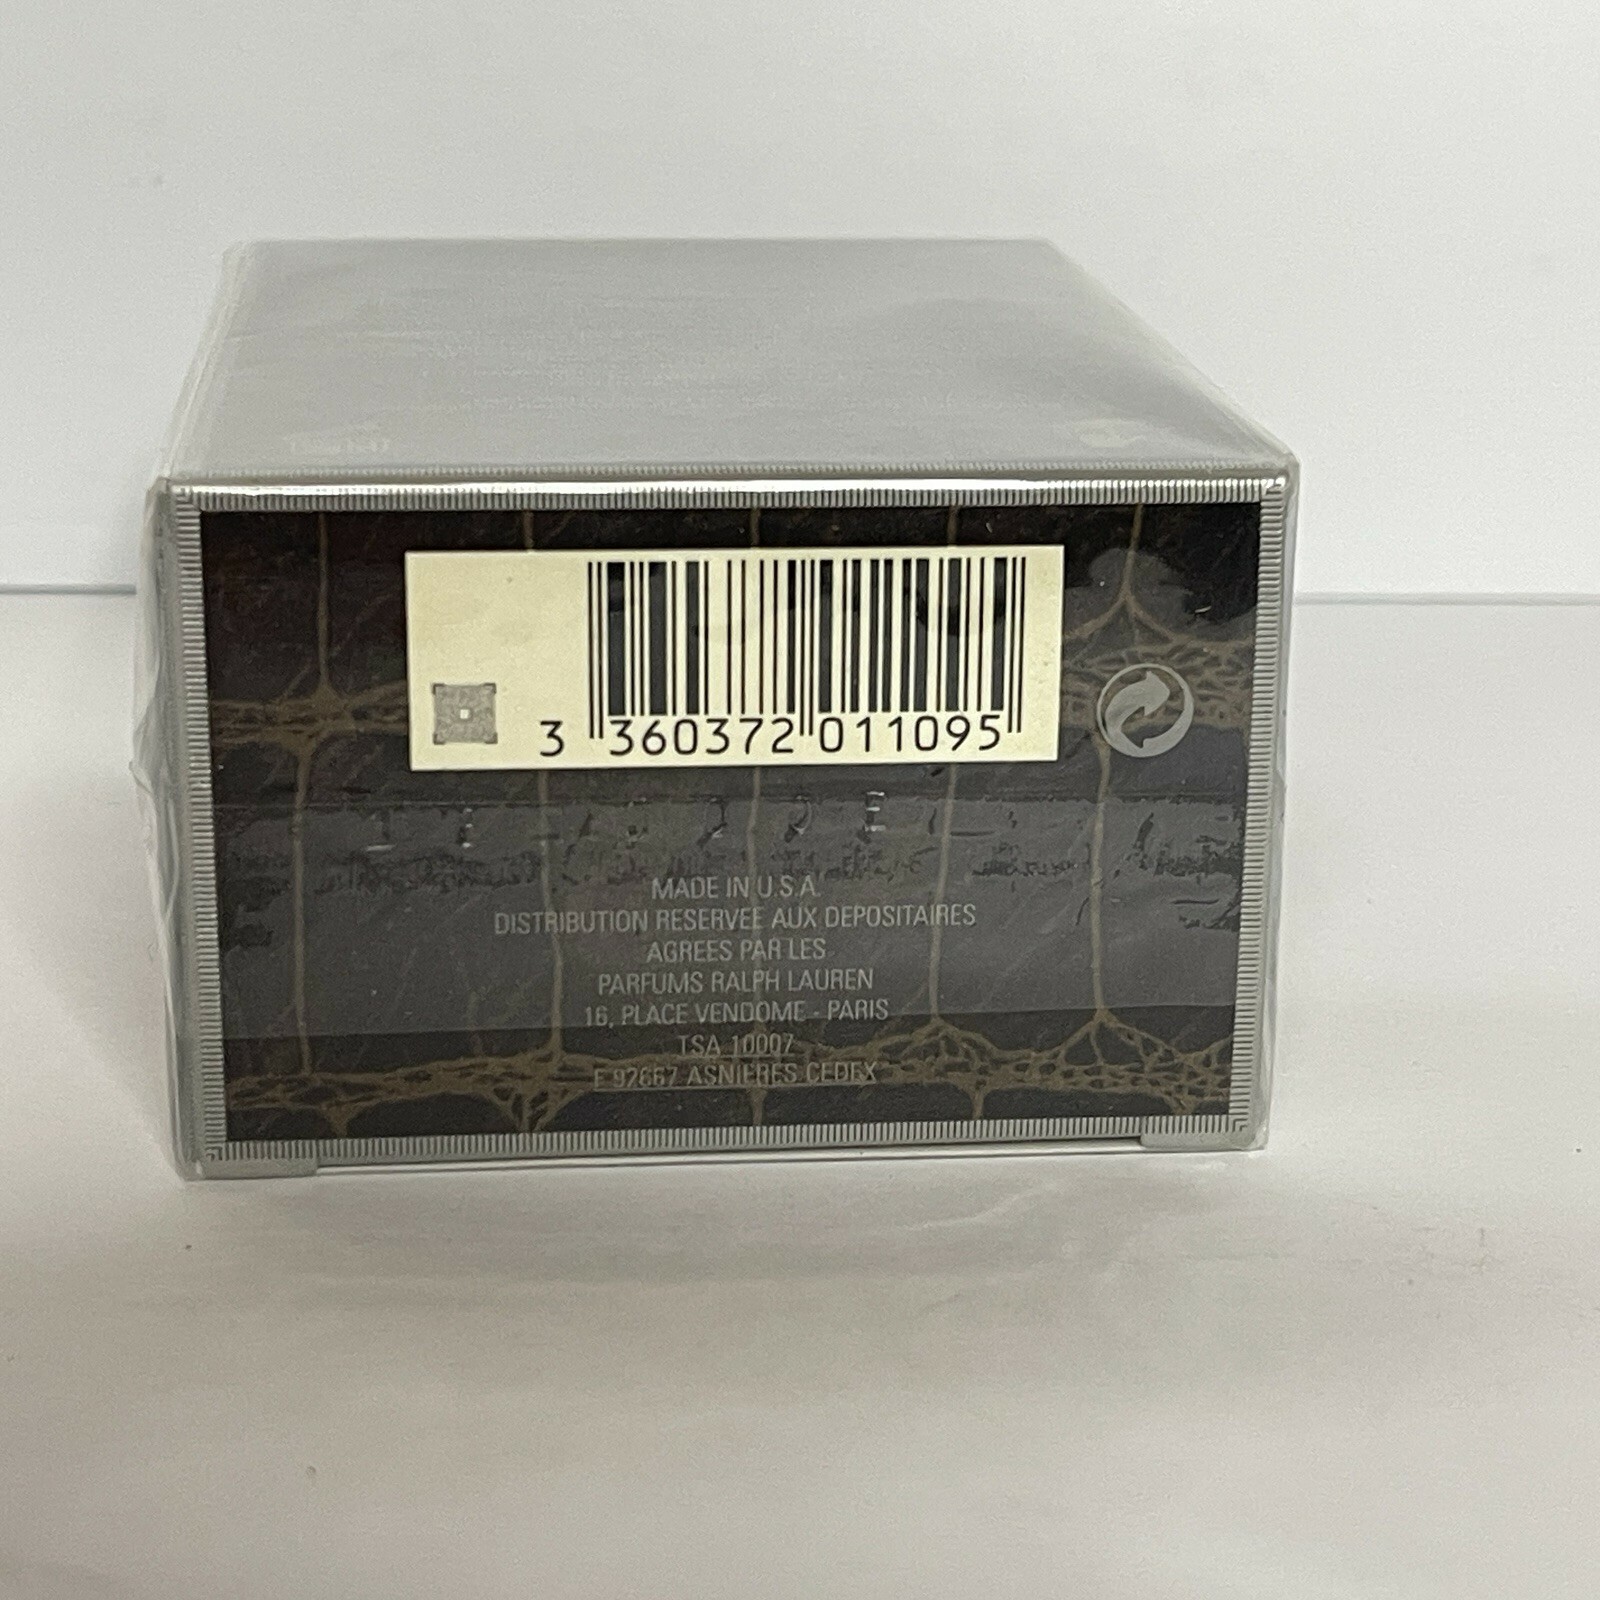 3 360372 011095
MADE IN U.S.A.
DISTRIBUTION RESERVEE AUX DEPOSITAIRES
AGREES PAR LES
PARFUMS RALPH LAUREN
16, PLACE VENDOME - PARIS
TSA 10007
F 92667 ASNIERES CEDEX